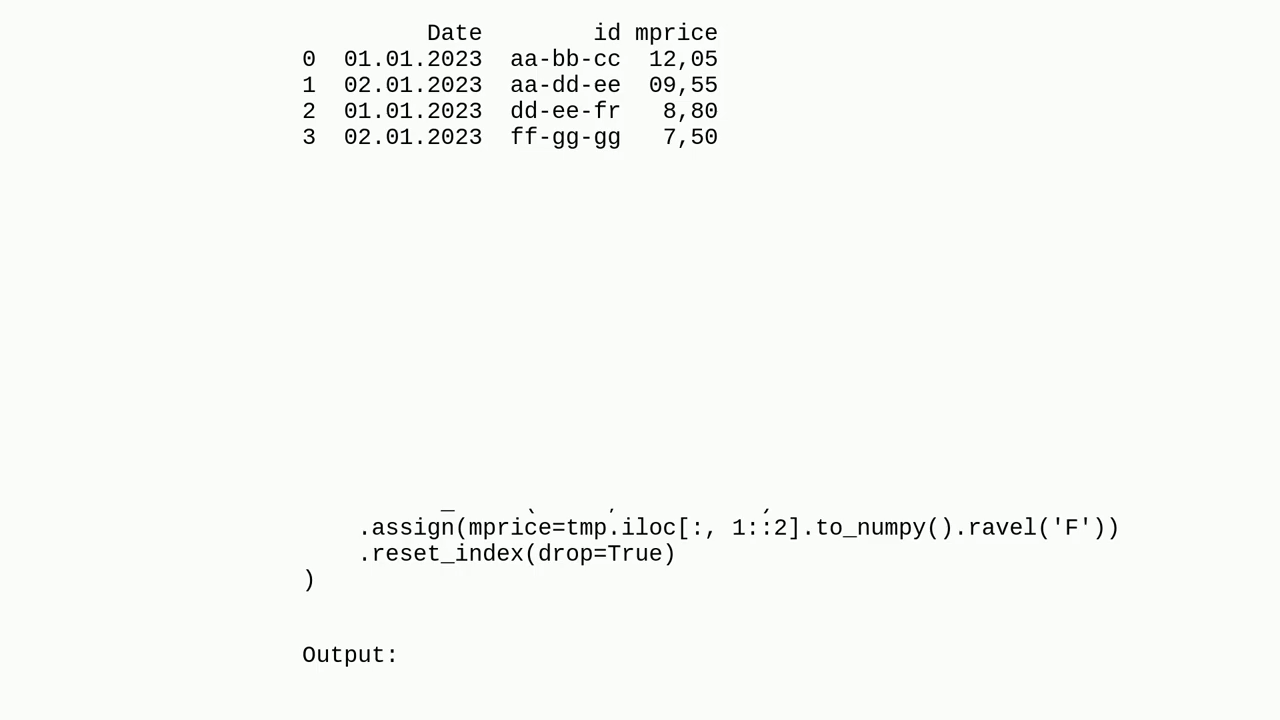 Date        id mprice
0  01.01.2023  aa-bb-cc  12,05
1  02.01.2023  aa-dd-ee  09,55
2  01.01.2023  dd-ee-fr   8,80
3  02.01.2023  ff-gg-gg   7,50
    .assign(mprice=tmp.iloc[:, 1::2].to_numpy().ravel('F'))
    .reset_index(drop=True)
)
Output: